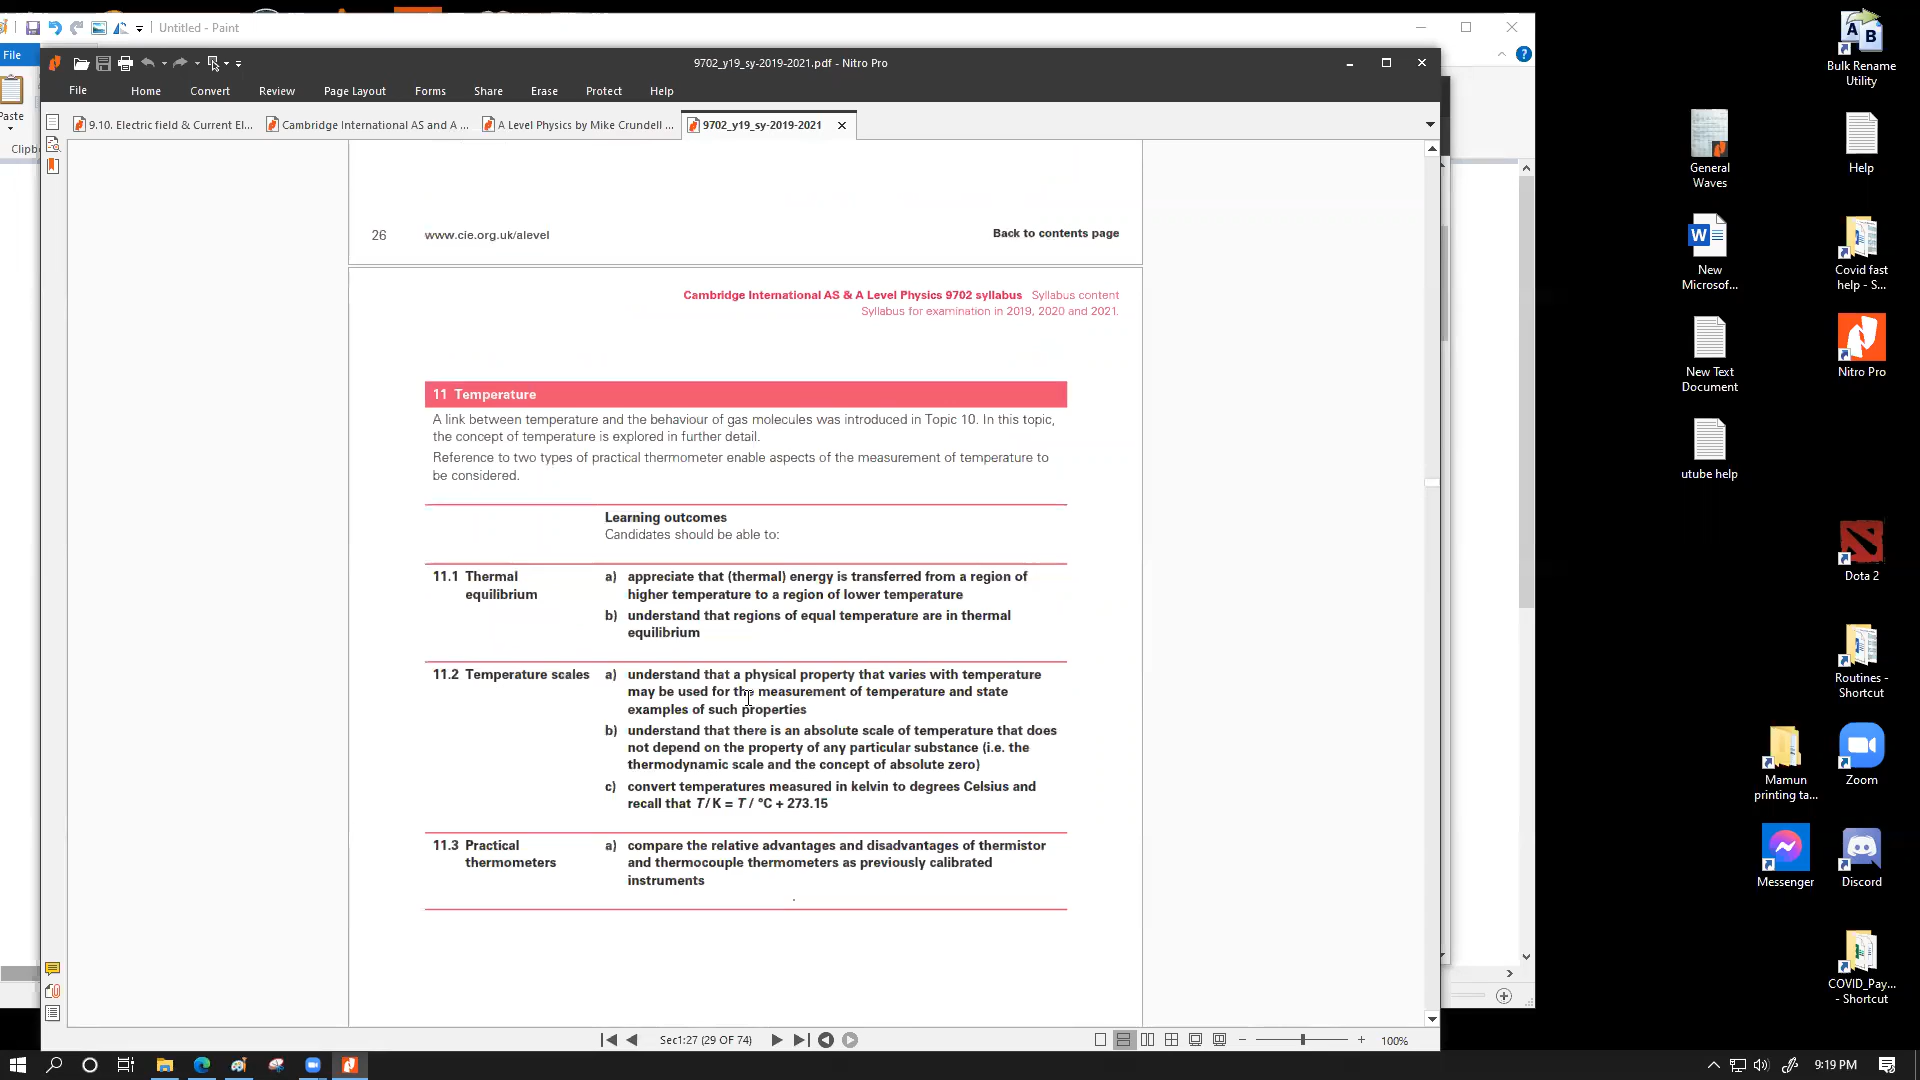 Untitled - Paint
File
Paste
Clipb
9702_y19_sy-2019-2021.pdf - Nitro Pro
File Home Convert Review Page Layout Forms Share Erase Protect Help
9.10. Electric field & Current El...
Cambridge International AS and A ...
A Level Physics by Mike Crundell ...
9702_y19_sy-2019-2021
26 www.cie.org.uk/alevel Back to contents page
Cambridge International AS & A Level Physics 9702 syllabus Syllabus content
Syllabus for examination in 2019, 2020 and 2021.
11 Temperature
A link between temperature and the behaviour of gas molecules was introduced in Topic 10. In this topic,
the concept of temperature is explored in further detail.
Reference to two types of practical thermometer enable aspects of the measurement of temperature to
be considered.
Learning outcomes
Candidates should be able to:
11.1 Thermal
equilibrium
a) appreciate that (thermal) energy is transferred from a region of
higher temperature to a region of lower temperature
b) understand that regions of equal temperature are in thermal
equilibrium
11.2 Temperature scales
a) understand that a physical property that varies with temperature
may be used for the measurement of temperature and state
examples of such properties
b) understand that there is an absolute scale of temperature that does
not depend on the property of any particular substance (i.e. the
thermodynamic scale and the concept of absolute zero)
c) convert temperatures measured in kelvin to degrees Celsius and
recall that T / K = T / °C + 273.15
11.3 Practical
thermometers
a) compare the relative advantages and disadvantages of thermistor
and thermocouple thermometers as previously calibrated
instruments
Sec1:27 (29 OF 74)
100%
Bulk Rename
Utility
General
Waves
Help
New
Microsof...
Covid fast
help - S...
New Text
Document
Nitro Pro
utube help
Dota 2
Routines -
Shortcut
Mamun
printing ta...
Zoom
Messenger
Discord
COVID_Pay...
- Shortcut
9:19 PM